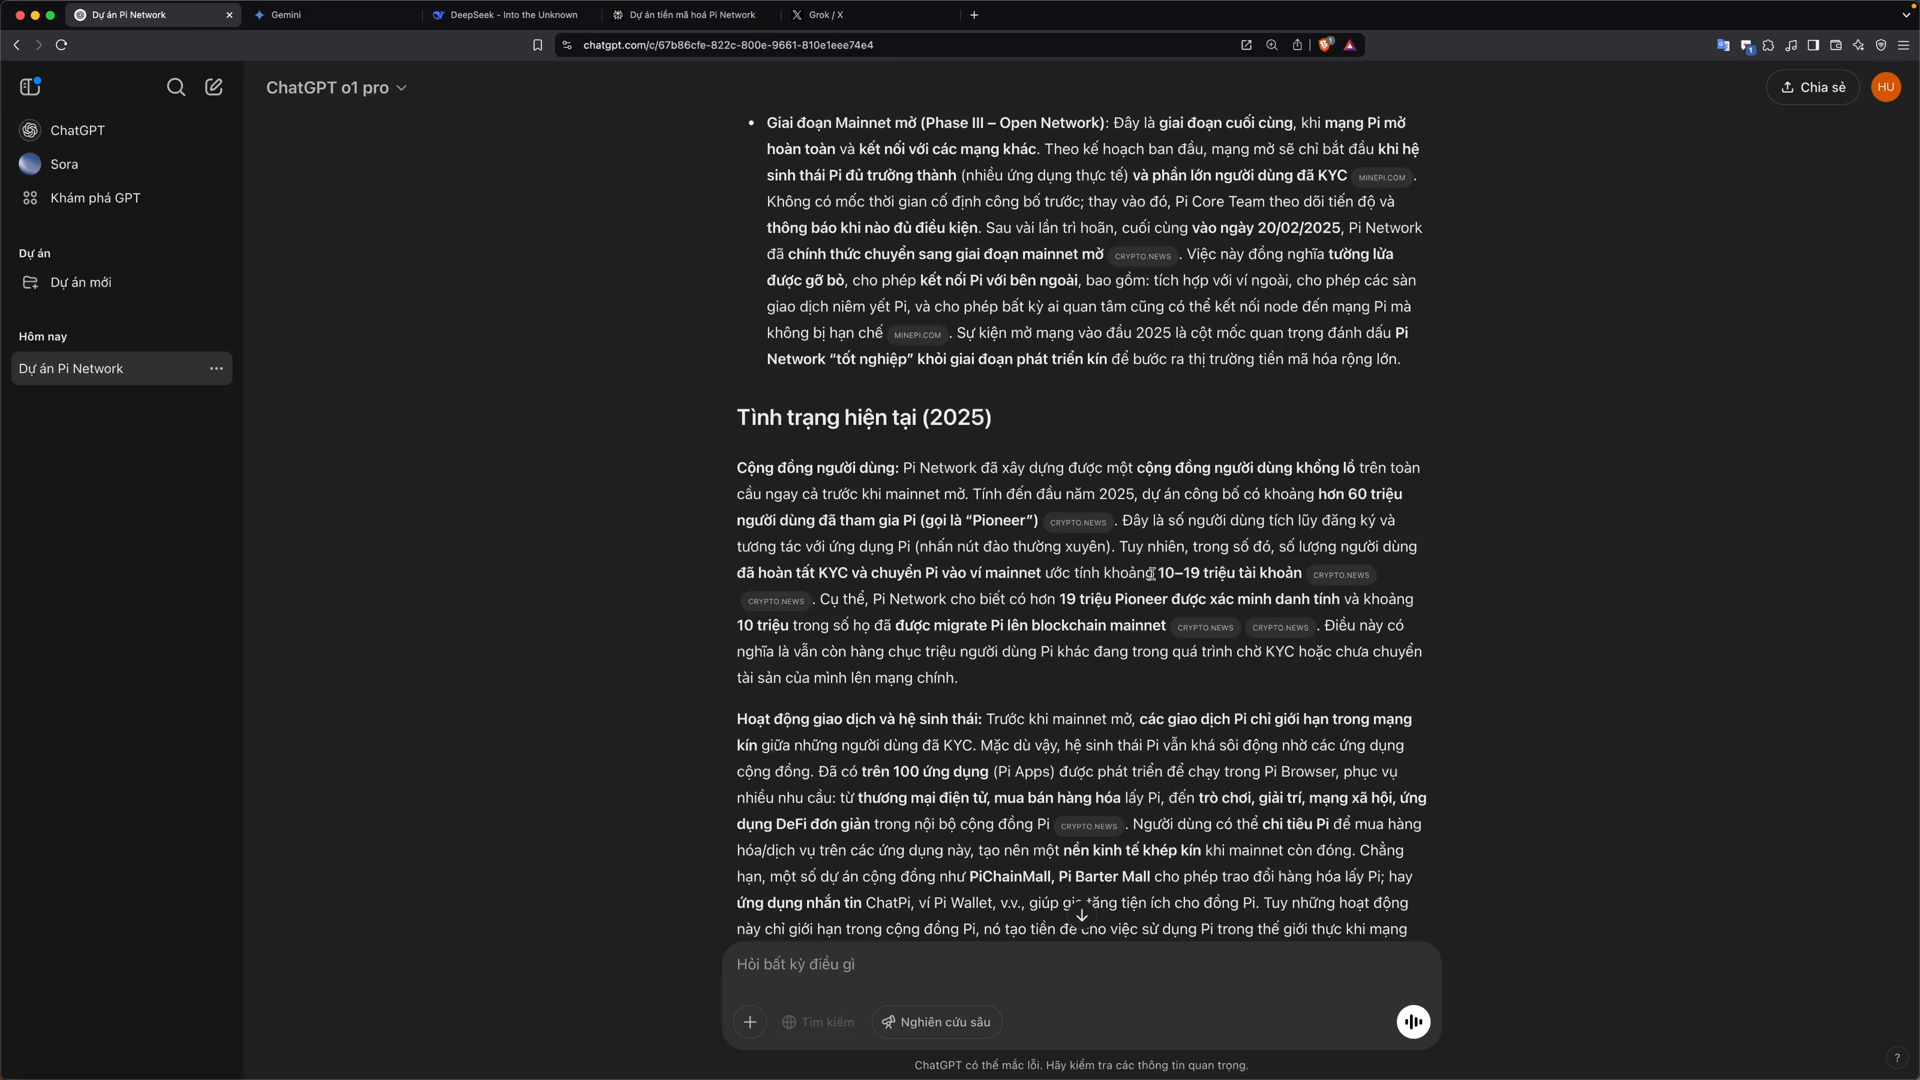 Dự án Pi Network
Gemini
DeepSeek - Into the Unknown
Dự án tiền mã hoá Pi Network
Grok / X
chatgpt.com/c/67b86cfe-822c-800e-9661-810e1eee74e4
1
1
ChatGPT o1 pro
Chia sẻ
HU
ChatGPT
Sora
Khám phá GPT
Dự án
Dự án mới
Hôm nay
Dự án Pi Network
• Giai đoạn Mainnet mở (Phase III – Open Network): Đây là giai đoạn cuối cùng, khi mạng Pi mở
hoàn toàn và kết nối với các mạng khác. Theo kế hoạch ban đầu, mạng mở sẽ chỉ bắt đầu khi hệ
sinh thái Pi đủ trưởng thành (nhiều ứng dụng thực tế) và phần lớn người dùng đã KYC MINEPI.COM .
Không có mốc thời gian cố định công bố trước; thay vào đó, Pi Core Team theo dõi tiến độ và
thông báo khi nào đủ điều kiện. Sau vài lần trì hoãn, cuối cùng vào ngày 20/02/2025, Pi Network
đã chính thức chuyển sang giai đoạn mainnet mở CRYPTO.NEWS . Việc này đồng nghĩa tường lửa
được gỡ bỏ, cho phép kết nối Pi với bên ngoài, bao gồm: tích hợp với ví ngoài, cho phép các sàn
giao dịch niêm yết Pi, và cho phép bất kỳ ai quan tâm cũng có thể kết nối node đến mạng Pi mà
không bị hạn chế MINEPI.COM . Sự kiện mở mạng vào đầu 2025 là cột mốc quan trọng đánh dấu Pi
Network “tốt nghiệp” khỏi giai đoạn phát triển kín để bước ra thị trường tiền mã hóa rộng lớn.
Tình trạng hiện tại (2025)
Cộng đồng người dùng: Pi Network đã xây dựng được một cộng đồng người dùng khổng lồ trên toàn
cầu ngay cả trước khi mainnet mở. Tính đến đầu năm 2025, dự án công bố có khoảng hơn 60 triệu
người dùng đã tham gia Pi (gọi là “Pioneer”) CRYPTO.NEWS . Đây là số người dùng tích lũy đăng ký và
tương tác với ứng dụng Pi (nhấn nút đào thường xuyên). Tuy nhiên, trong số đó, số lượng người dùng
đã hoàn tất KYC và chuyển Pi vào ví mainnet ước tính khoảng 10–19 triệu tài khoản CRYPTO.NEWS
CRYPTO.NEWS . Cụ thể, Pi Network cho biết có hơn 19 triệu Pioneer được xác minh danh tính và khoảng
10 triệu trong số họ đã được migrate Pi lên blockchain mainnet CRYPTO.NEWS CRYPTO.NEWS . Điều này có
nghĩa là vẫn còn hàng chục triệu người dùng Pi khác đang trong quá trình chờ KYC hoặc chưa chuyển
tài sản của mình lên mạng chính.
Hoạt động giao dịch và hệ sinh thái: Trước khi mainnet mở, các giao dịch Pi chỉ giới hạn trong mạng
kín giữa những người dùng đã KYC. Mặc dù vậy, hệ sinh thái Pi vẫn khá sôi động nhờ các ứng dụng
cộng đồng. Đã có trên 100 ứng dụng (Pi Apps) được phát triển để chạy trong Pi Browser, phục vụ
nhiều nhu cầu: từ thương mại điện tử, mua bán hàng hóa lấy Pi, đến trò chơi, giải trí, mạng xã hội, ứng
dụng DeFi đơn giản trong nội bộ cộng đồng Pi CRYPTO.NEWS . Người dùng có thể chi tiêu Pi để mua hàng
hóa/dịch vụ trên các ứng dụng này, tạo nên một nền kinh tế khép kín khi mainnet còn đóng. Chẳng
hạn, một số dự án cộng đồng như PiChainMall, Pi Barter Mall cho phép trao đổi hàng hóa lấy Pi; hay
ứng dụng nhắn tin ChatPi, ví Pi Wallet, v.v., giúp gia tăng tiện ích cho đồng Pi. Tuy những hoạt động
này chỉ giới hạn trong cộng đồng Pi, nó tạo tiền đề cho việc sử dụng Pi trong thế giới thực khi mạng
Hỏi bất kỳ điều gì
Tìm kiếm
Nghiên cứu sâu
ChatGPT có thể mắc lỗi. Hãy kiểm tra các thông tin quan trọng.
?